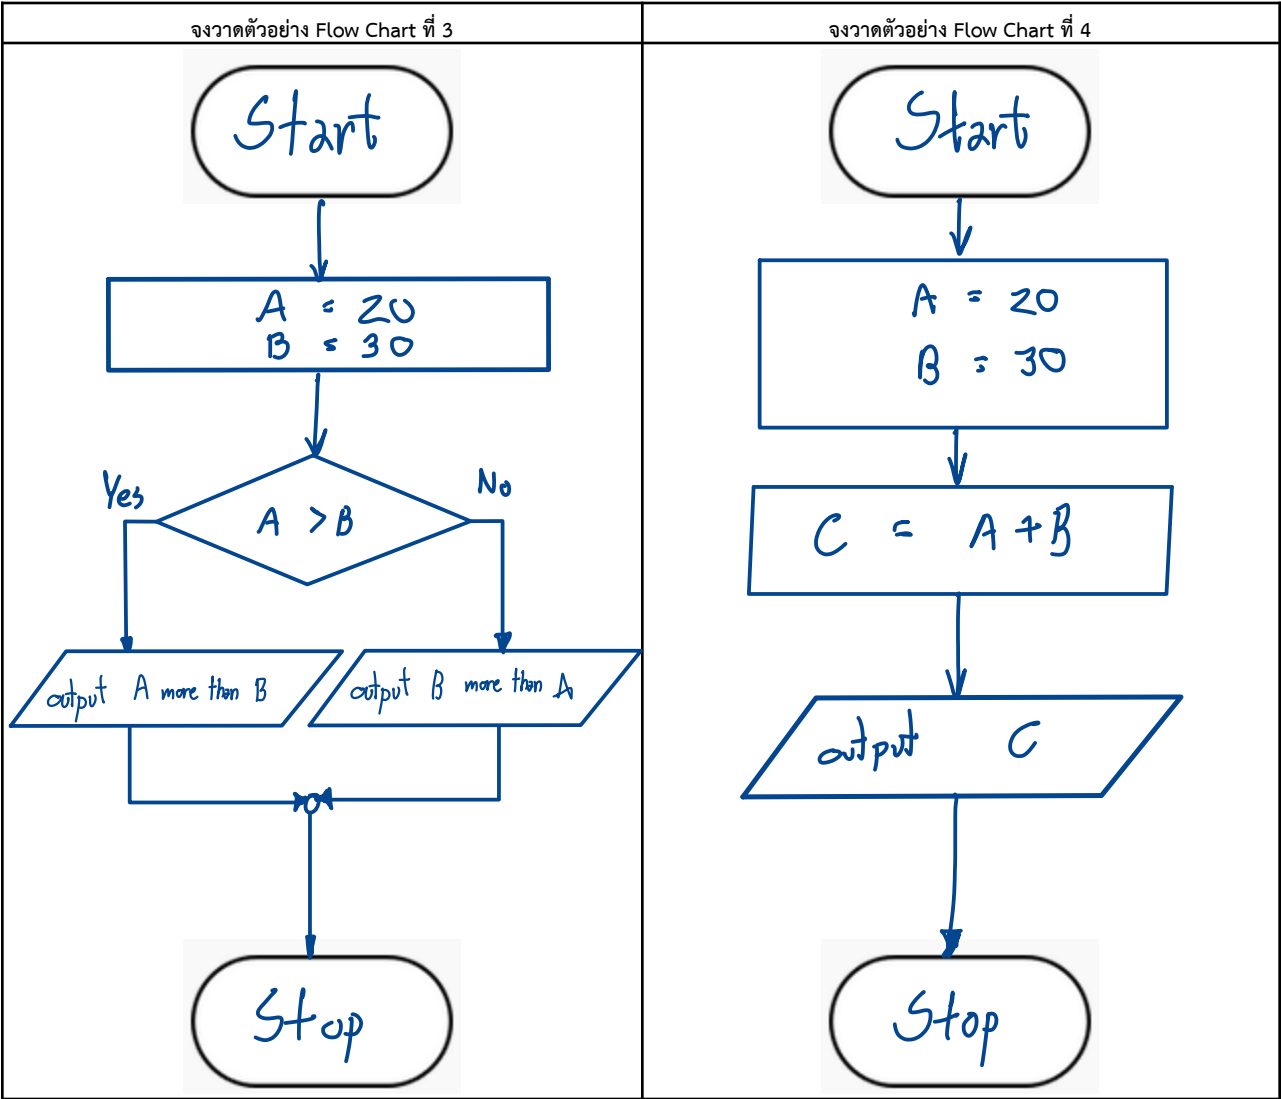 จงวาดตัวอย่าง Flow Chart ที่ 3
Start
A = 20
B = 30
Yes
No
A > B
output A more than B
output B more than A
Stop
จงวาดตัวอย่าง Flow Chart ที่ 4
Start
A = 20
B = 30
C = A + B
output C
Stop